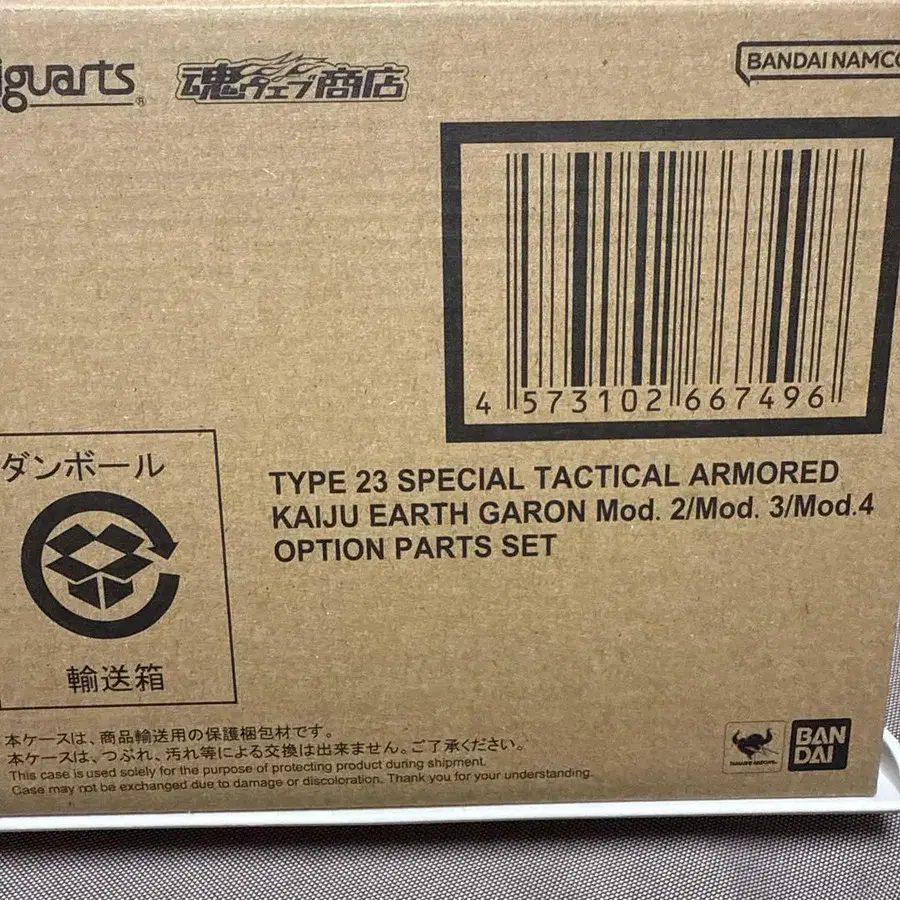 iguarts®
魂ウェブ商店
BANDAI NAMCO
4 573102 667496
ダンボール
輸送箱
TYPE 23 SPECIAL TACTICAL ARMORED
KAIJU EARTH GARON Mod. 2/Mod. 3/Mod.4
OPTION PARTS SET
本ケースは、商品輸送用の保護梱包材です。
本ケースは、つぶれ、汚れ等による交換は出来ません。ご了承ください。
This case is used solely for the purpose of protecting product during shipment.
Case may not be exchanged due to damage or discoloration. Thank you for your understanding.
BAN
DAI